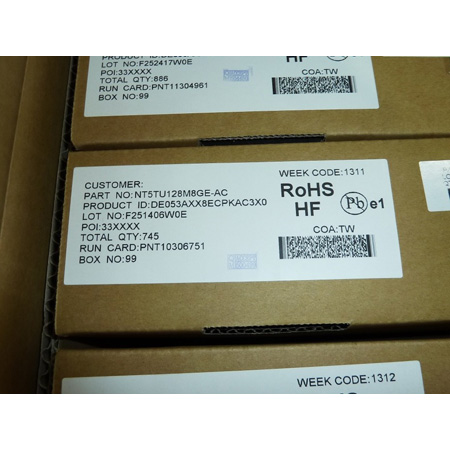 LOT NO:F252417W0E
POI:33XXXX
TOTAL QTY:886
RUN CARD:PNT11304961
BOX NO:99
HF
COA:TW
CUSTOMER:
PART NO:NT5TU128M8GE-AC
PRODUCT ID:DE053AXX8ECPKAC3X0
LOT NO:F251406W0E
POI:33XXXX
TOTAL QTY:745
RUN CARD:PNT10306751
BOX NO:99
WEEK CODE:1311
RoHS
HF
Pb e1
COA:TW
WEEK CODE:1312